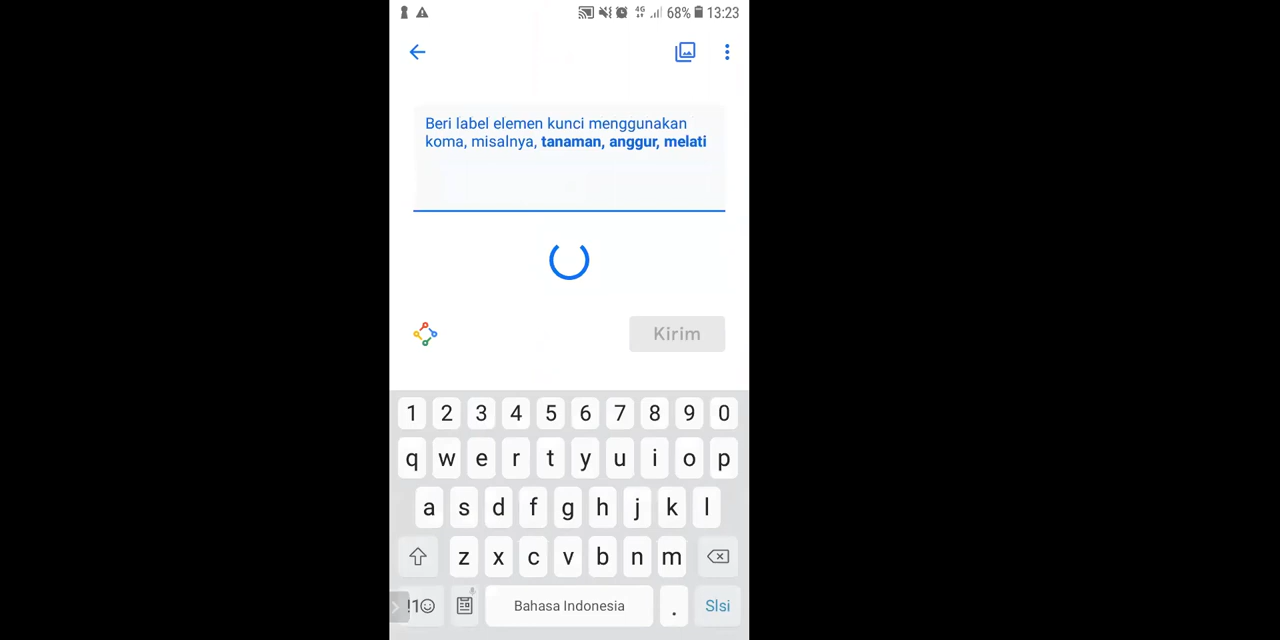 4G 68% 13:23
Beri label elemen kunci menggunakan
koma, misalnya, tanaman, anggur, melati
Kirim
1 2 3 4 5 6 7 8 9 0
q w e r t y u i o p
a s d f g h j k l
z x c v b n m
!1☺ Bahasa Indonesia . Slsi